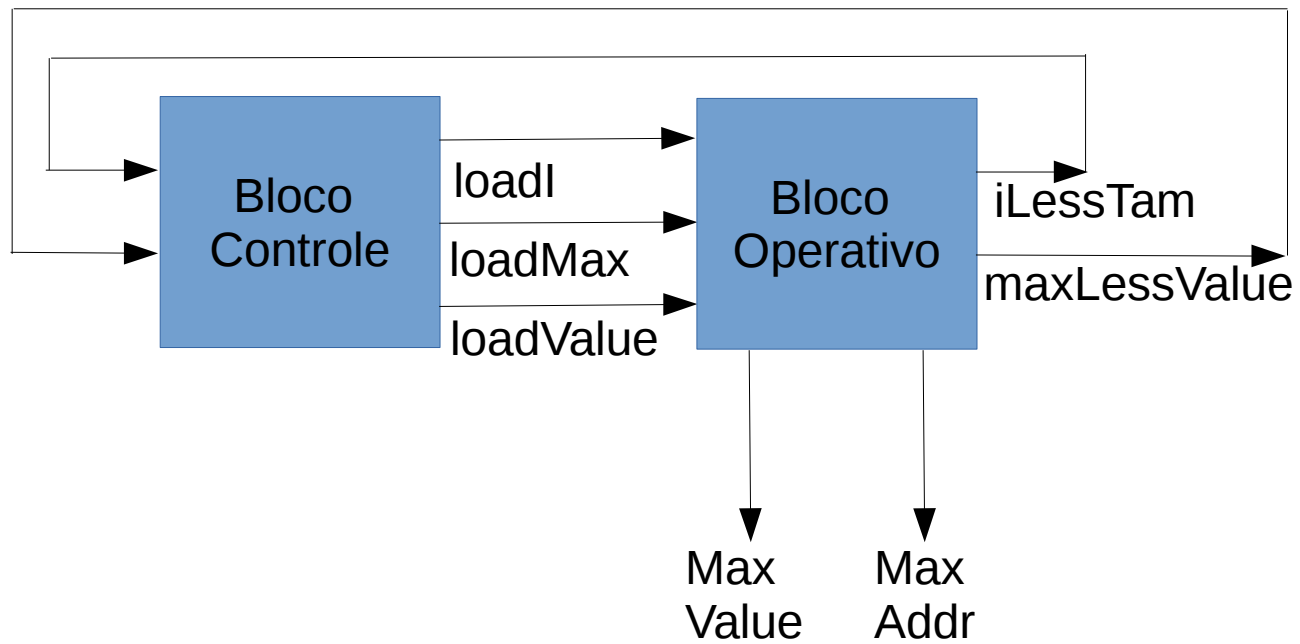 Bloco
Controle
loadI
loadMax
loadValue
Bloco
Operativo
iLessTam
maxLessValue
Max
Value
Max
Addr